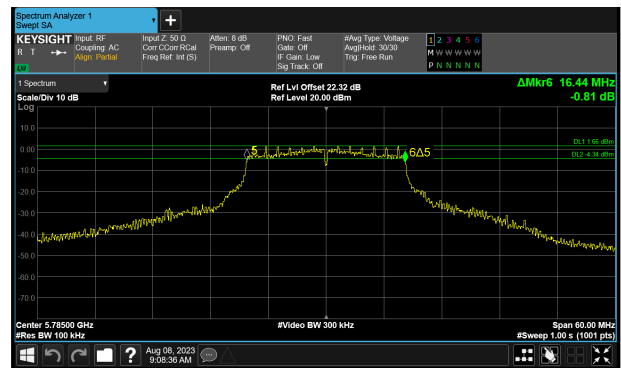 Spectrum Analyzer 1
Swept SA
+
KEYSIGHT Input: RF Input Z: 50 Ω Atten: 8 dB PNO: Fast #Avg Type: Voltage 1 2 3 4 5 6
R T Coupling: AC Corr CCorr RCal Preamp: Off Gate: Off Avg|Hold: 30/30 M W W W W W
Align: Partial Freq Ref: Int (S) IF Gain: Low Trig: Free Run
Sig Track: Off P N N N N N
1 Spectrum Ref Lvl Offset 22.32 dB ΔMkr6 16.44 MHz
Scale/Div 10 dB Ref Level 20.00 dBm -0.81 dB
Log
10.0
DL1 1.66 dBm
0.00
5 6Δ5
DL2 -4.34 dBm
-10.0
-20.0
-30.0
-40.0
-50.0
-60.0
-70.0
Center 5.78500 GHz #Video BW 300 kHz Span 60.00 MHz
#Res BW 100 kHz #Sweep 1.00 s (1001 pts)
? Aug 08, 2023
9:08:36 AM